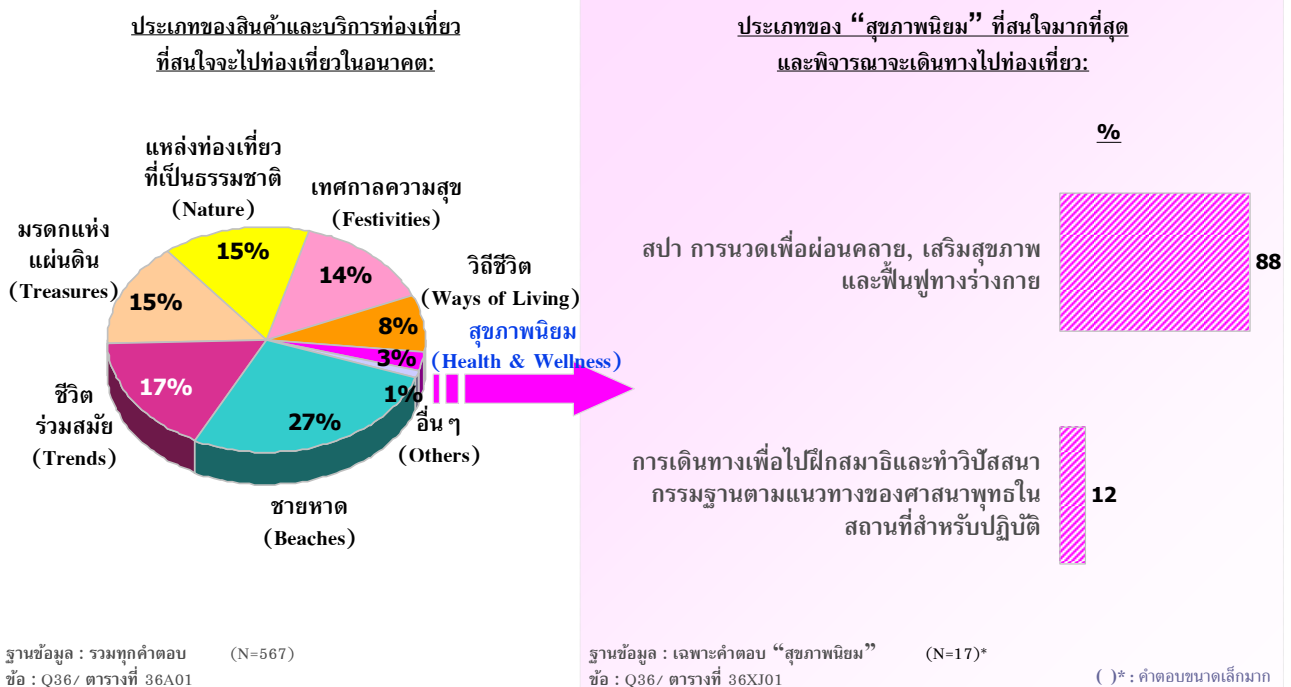 ประเภทของสินค้าและบริการท่องเที่ยว
ที่สนใจจะไปท่องเที่ยวในอนาคต:
แหล่งท่องเที่ยว
ที่เป็นธรรมชาติ
(Nature)
เทศกาลความสุข
(Festivities)
มรดกแห่ง
แผ่นดิน
(Treasures)
วิถีชีวิต
(Ways of Living)
สุขภาพนิยม
(Health & Wellness)
15%
14%
15%
8%
3%
1%
17%
27%
ชีวิต
ร่วมสมัย
(Trends)
อื่น ๆ
(Others)
ชายหาด
(Beaches)
ฐานข้อมูล : รวมทุกคำตอบ (N=567)
ข้อ : Q36/ ตารางที่ 36A01
ประเภทของ “สุขภาพนิยม” ที่สนใจมากที่สุด
และพิจารณาจะเดินทางไปท่องเที่ยว:
%
สปา การนวดเพื่อผ่อนคลาย, เสริมสุขภาพ
และฟื้นฟูทางร่างกาย
88
การเดินทางเพื่อไปฝึกสมาธิและทำวิปัสสนา
กรรมฐานตามแนวทางของศาสนาพุทธใน
สถานที่สำหรับปฏิบัติ
12
ฐานข้อมูล : เฉพาะคำตอบ “สุขภาพนิยม” (N=17)*
ข้อ : Q36/ ตารางที่ 36XJ01
( )* : คำตอบขนาดเล็กมาก